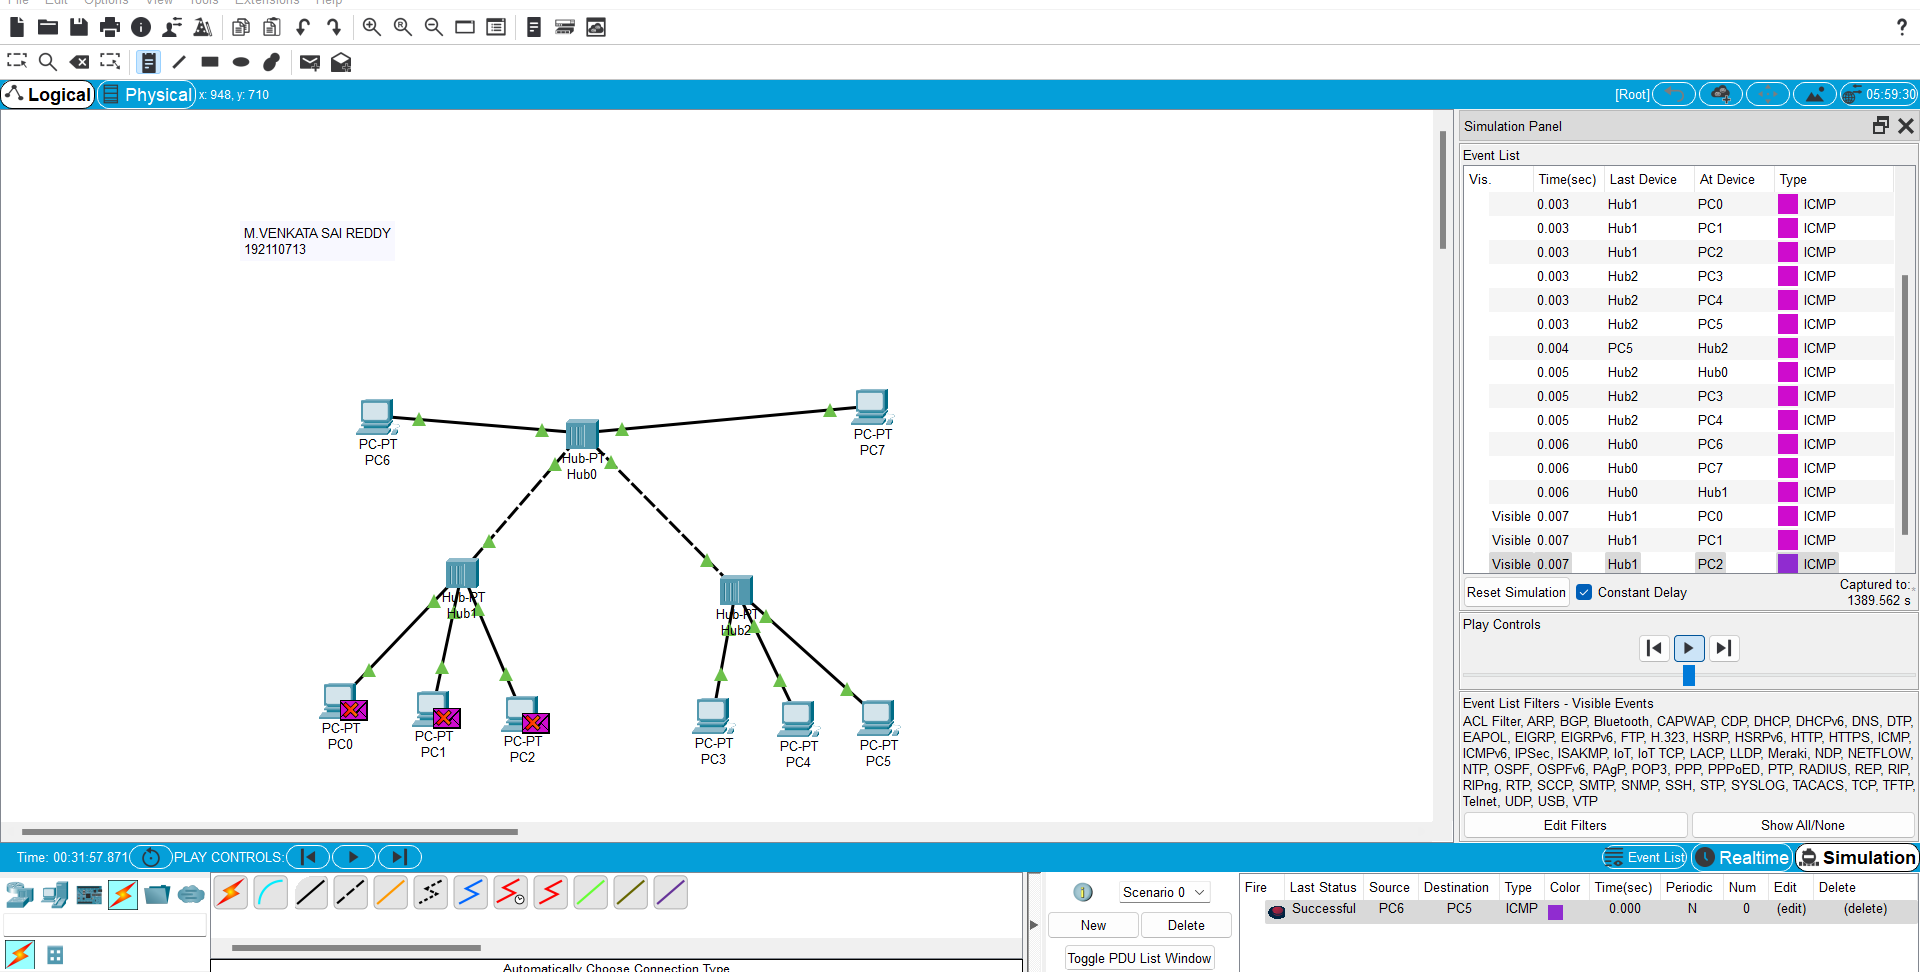 File Edit Options View Tools Extensions Help
?
Logical Physical x: 948, y: 710 [Root] 05:59:30
Simulation Panel
Event List
Vis. Time(sec) Last Device At Device Type
0.003 Hub1 PC0 ICMP
0.003 Hub1 PC1 ICMP
0.003 Hub1 PC2 ICMP
0.003 Hub2 PC3 ICMP
0.003 Hub2 PC4 ICMP
0.003 Hub2 PC5 ICMP
0.004 PC5 Hub2 ICMP
0.005 Hub2 Hub0 ICMP
0.005 Hub2 PC3 ICMP
0.005 Hub2 PC4 ICMP
0.006 Hub0 PC6 ICMP
0.006 Hub0 PC7 ICMP
0.006 Hub0 Hub1 ICMP
Visible 0.007 Hub1 PC0 ICMP
Visible 0.007 Hub1 PC1 ICMP
Visible 0.007 Hub1 PC2 ICMP
Reset Simulation Constant Delay Captured to:
1389.562 s
Play Controls
Event List Filters - Visible Events
ACL Filter, ARP, BGP, Bluetooth, CAPWAP, CDP, DHCP, DHCPv6, DNS, DTP,
EAPOL, EIGRP, EIGRPv6, FTP, H.323, HSRP, HSRPv6, HTTP, HTTPS, ICMP,
ICMPv6, IPSec, ISAKMP, IoT, IoT TCP, LACP, LLDP, Meraki, NDP, NETFLOW,
NTP, OSPF, OSPFv6, PAgP, POP3, PPP, PPPoED, PTP, RADIUS, REP, RIP,
RIPng, RTP, SCCP, SMTP, SNMP, SSH, STP, SYSLOG, TACACS, TCP, TFTP,
Telnet, UDP, USB, VTP
Edit Filters Show All/None
M.VENKATA SAI REDDY
192110713
PC-PT
PC6
Hub-PT
Hub0
PC-PT
PC7
Hub-PT
Hub1
Hub-PT
Hub2
PC-PT
PC0
PC-PT
PC1
PC-PT
PC2
PC-PT
PC3
PC-PT
PC4
PC-PT
PC5
Time: 00:31:57.871 PLAY CONTROLS: Event List Realtime Simulation
Scenario 0
New Delete
Toggle PDU List Window
Fire Last Status Source Destination Type Color Time(sec) Periodic Num Edit Delete
Successful PC6 PC5 ICMP 0.000 N 0 (edit) (delete)
Automatically Choose Connection Type